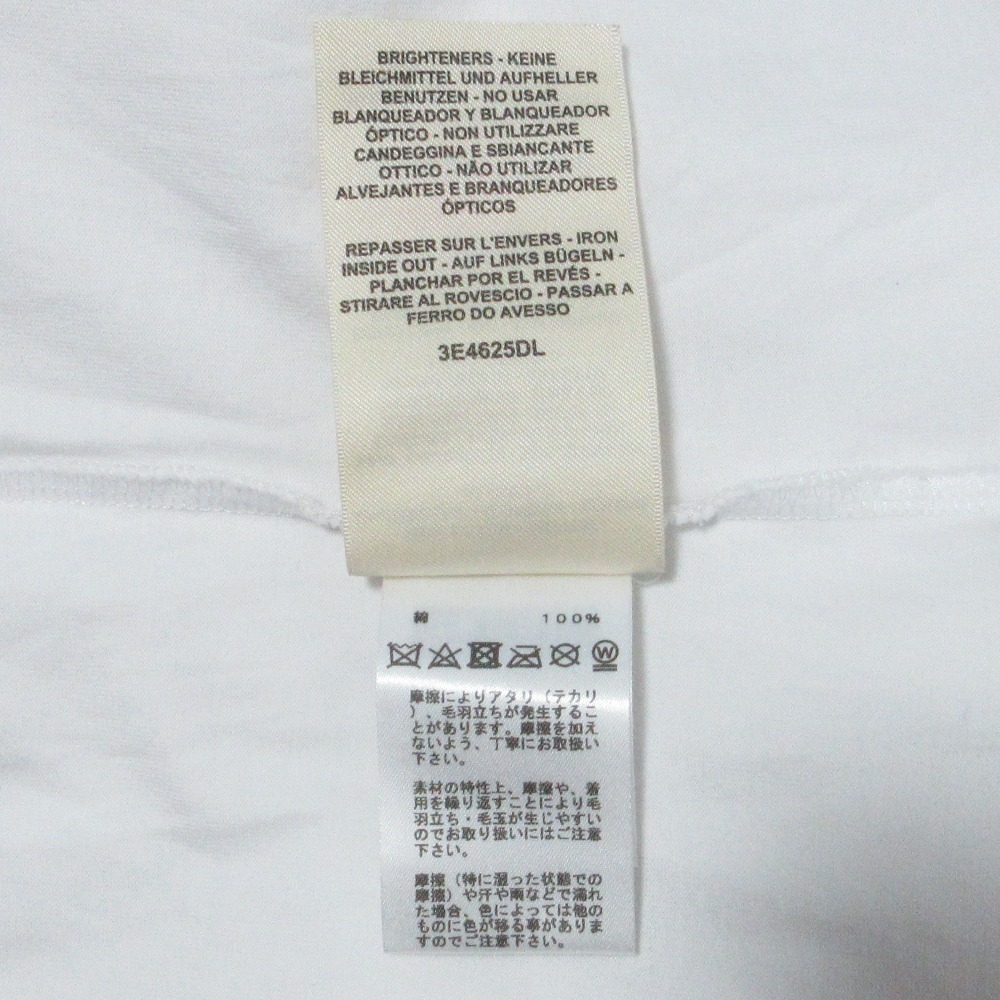 BRIGHTENERS - KEINE
BLEICHMITTEL UND AUFHELLER
BENUTZEN - NO USAR
BLANQUEADOR Y BLANQUEADOR
ÓPTICO - NON UTILIZZARE
CANDEGGINA E SBIANCANTE
OTTICO - NÃO UTILIZAR
ALVEJANTES E BRANQUEADORES
ÓPTICOS
REPASSER SUR L'ENVERS - IRON
INSIDE OUT - AUF LINKS BÜGELN -
PLANCHAR POR EL REVÉS -
STIRARE AL ROVESCIO - PASSAR A
FERRO DO AVESSO
3E4625DL
綿 100%
W
摩擦によりアタリ（テカリ
）、毛羽立ちが発生するこ
とがあります。摩擦を加え
ないよう、丁寧にお取扱い
下さい。
素材の特性上、摩擦や、着
用を繰り返すことにより毛
羽立ち・毛玉が生じやすい
のでお取り扱いにはご注意
下さい。
摩擦（特に湿った状態での
摩擦）や汗や雨などで濡れ
た場合、色によっては他の
ものに色が移る事がありま
すのでご注意下さい。